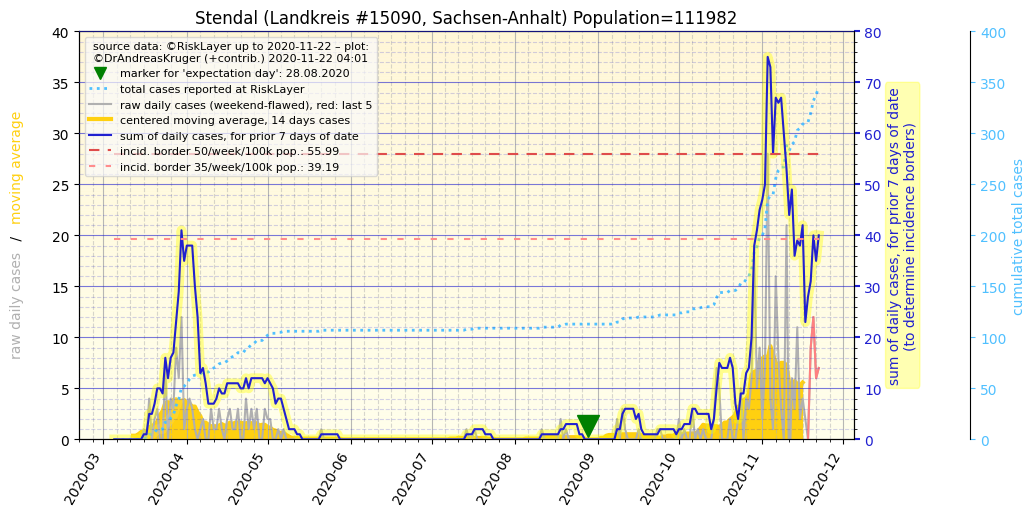 Stendal (Landkreis #15090, Sachsen-Anhalt) Population=111982
source data: ©RiskLayer up to 2020-11-22 – plot:
©DrAndreasKruger (+contrib.) 2020-11-22 04:01
marker for 'expectation day': 28.08.2020
total cases reported at RiskLayer
raw daily cases (weekend-flawed), red: last 5
centered moving average, 14 days cases
sum of daily cases, for prior 7 days of date
incid. border 50/week/100k pop.: 55.99
incid. border 35/week/100k pop.: 39.19
raw daily cases / moving average
40
35
30
25
20
15
10
5
0
80
70
60
50
40
30
20
10
0
sum of daily cases, for prior 7 days of date
(to determine incidence borders)
400
350
300
250
200
150
100
50
0
cumulative total cases
2020-03
2020-04
2020-05
2020-06
2020-07
2020-08
2020-09
2020-10
2020-11
2020-12